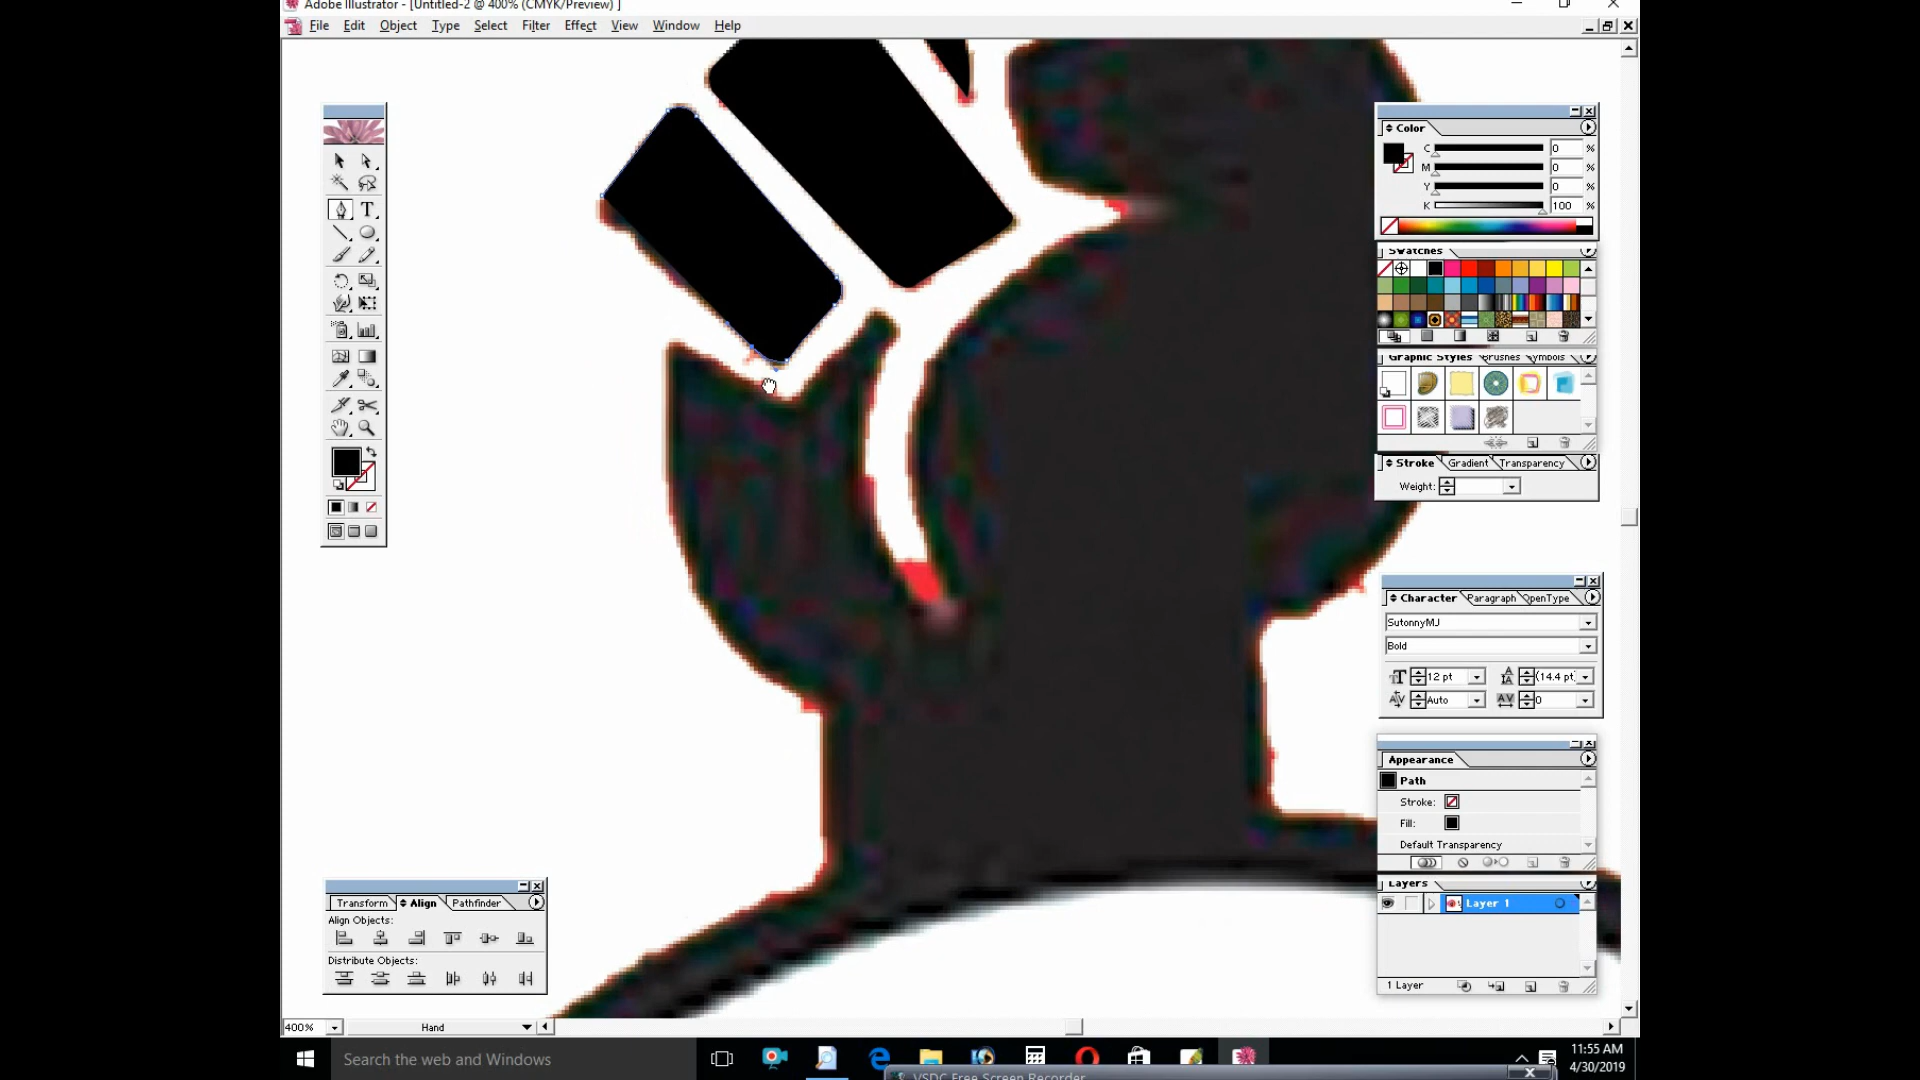 Adobe Illustrator - [Untitled-2 @ 400% (CMYK/Preview) ]
File Edit Object Type Select Filter Effect View Window Help
Color
C 0 %
M 0 %
Y 0 %
K 100 %
Swatches
Graphic Styles Brushes Symbols
Stroke Gradient Transparency
Weight:
Character Paragraph OpenType
SutonnyMJ
Bold
12 pt (14.4 pt)
Auto 0
Appearance
Path
Stroke:
Fill:
Default Transparency
Layers
Layer 1
1 Layer
T
Transform Align Pathfinder
Align Objects:
Distribute Objects:
400% Hand
Search the web and Windows
11:55 AM
4/30/2019
VSDC Free Screen Recorder